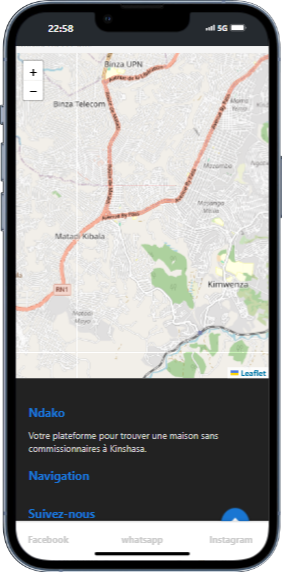 22:58
5G
+
−
Binza UPN
Binza Telecom
Matadi Kibala
Kimwenza
RN1
Leaflet
Ndako
Votre plateforme pour trouver une maison sans
commissionnaires à Kinshasa.
Navigation
Suivez-nous
Facebook
whatsapp
Instagram